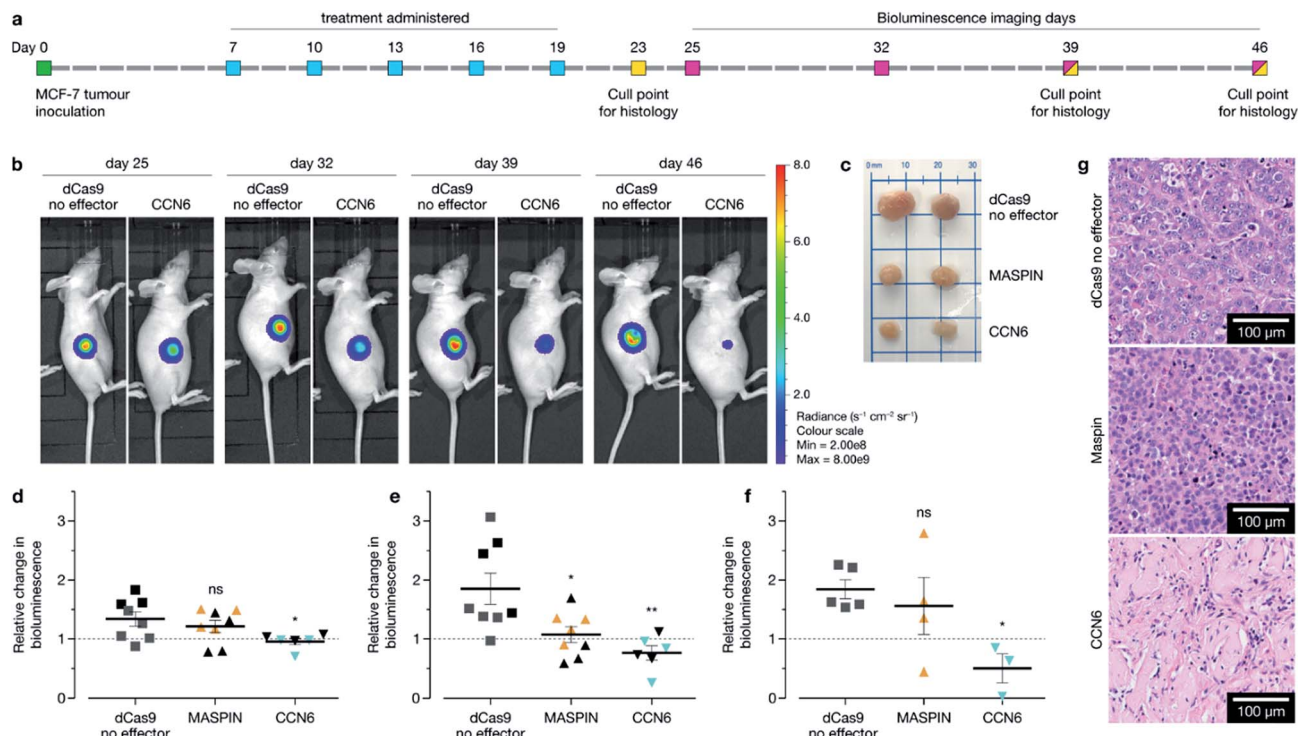 a
treatment administered
Bioluminescence imaging days
Day 0 7 10 13 16 19 23 25 32 39 46
MCF-7 tumour
inoculation
Cull point
for histology
Cull point
for histology
Cull point
for histology
b
day 25
day 32
day 39
day 46
dCas9
no effector
CCN6
dCas9
no effector
CCN6
dCas9
no effector
CCN6
dCas9
no effector
CCN6
8.0
6.0
4.0
2.0
Radiance (s⁻¹ cm⁻² sr⁻¹)
Colour scale
Min = 2.00e8
Max = 8.00e9
c
0 mm 10 20 30
dCas9
no effector
MASPIN
CCN6
g
dCas9 no effector
100 µm
Maspin
100 µm
CCN6
100 µm
d
Relative change in
bioluminescence
3
2
1
0
ns
*
dCas9
no effector
MASPIN
CCN6
e
Relative change in
bioluminescence
3
2
1
0
*
**
dCas9
no effector
MASPIN
CCN6
f
Relative change in
bioluminescence
3
2
1
0
ns
*
dCas9
no effector
MASPIN
CCN6